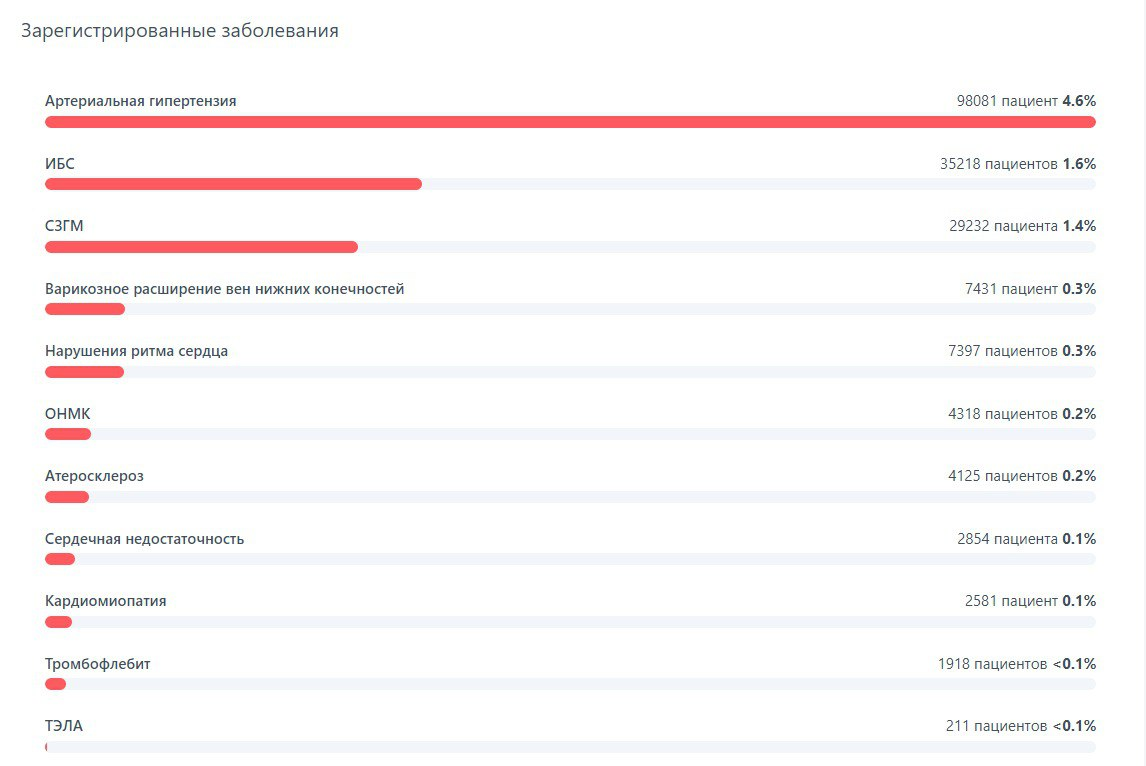 Зарегистрированные заболевания
Артериальная гипертензия 98081 пациент 4.6%
ИБС 35218 пациентов 1.6%
СЗГМ 29232 пациента 1.4%
Варикозное расширение вен нижних конечностей 7431 пациент 0.3%
Нарушения ритма сердца 7397 пациентов 0.3%
ОНМК 4318 пациентов 0.2%
Атеросклероз 4125 пациентов 0.2%
Сердечная недостаточность 2854 пациента 0.1%
Кардиомиопатия 2581 пациент 0.1%
Тромбофлебит 1918 пациентов <0.1%
ТЭЛА 211 пациентов <0.1%